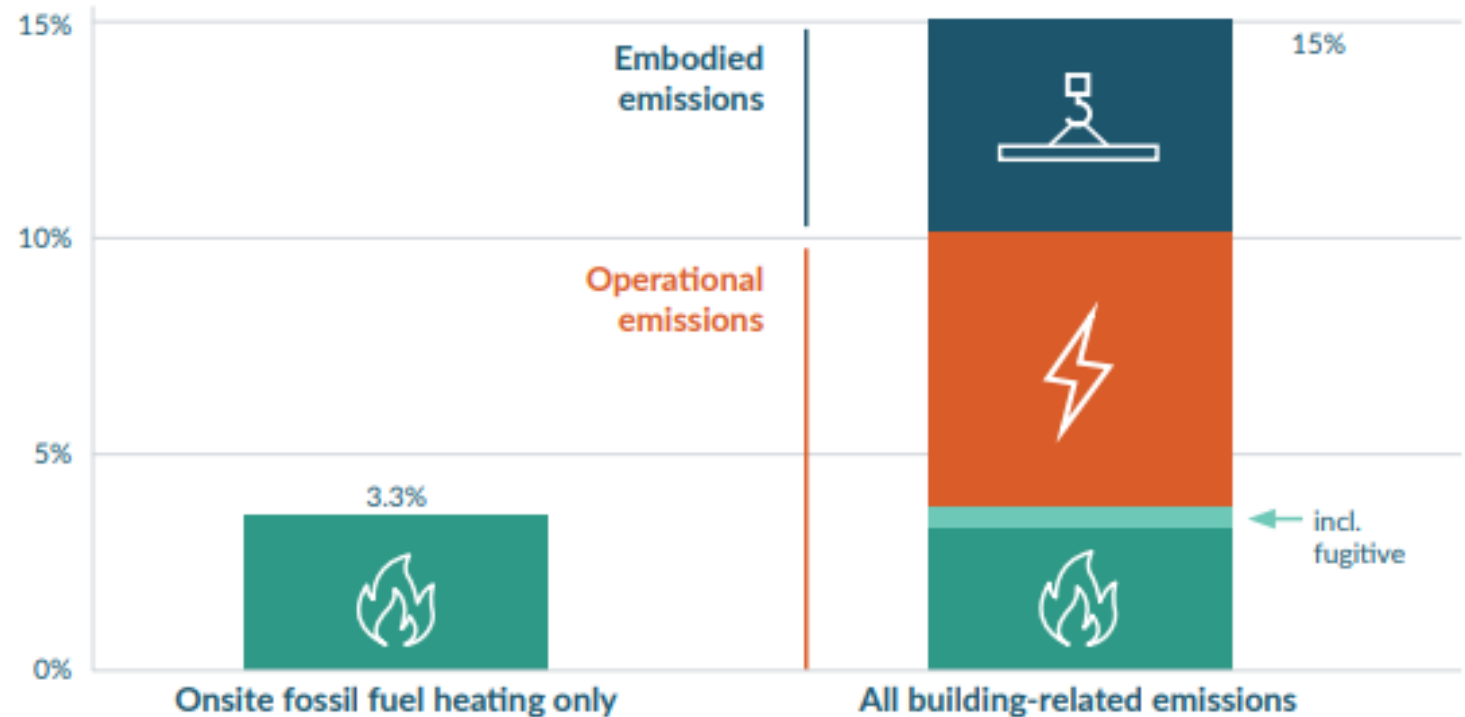 15%
Embodied
emissions
15%
10%
Operational
emissions
5%
3.3%
incl.
fugitive
0%
Onsite fossil fuel heating only
All building-related emissions